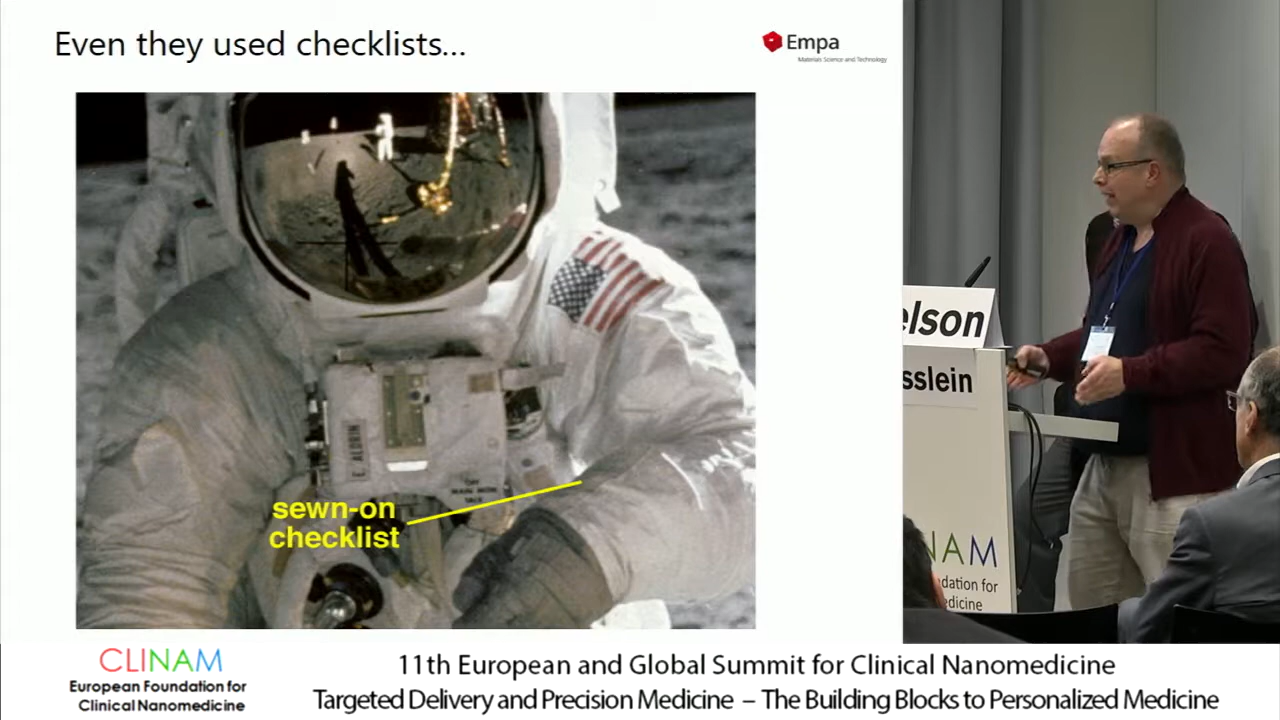 Even they used checklists...
Empa
Materials Science and Technology
E. ALDRIN
sewn-on
checklist
elson
sslein
NAM
dation for
edicine
CLINAM
European Foundation for
Clinical Nanomedicine
11th European and Global Summit for Clinical Nanomedicine
Targeted Delivery and Precision Medicine – The Building Blocks to Personalized Medicine